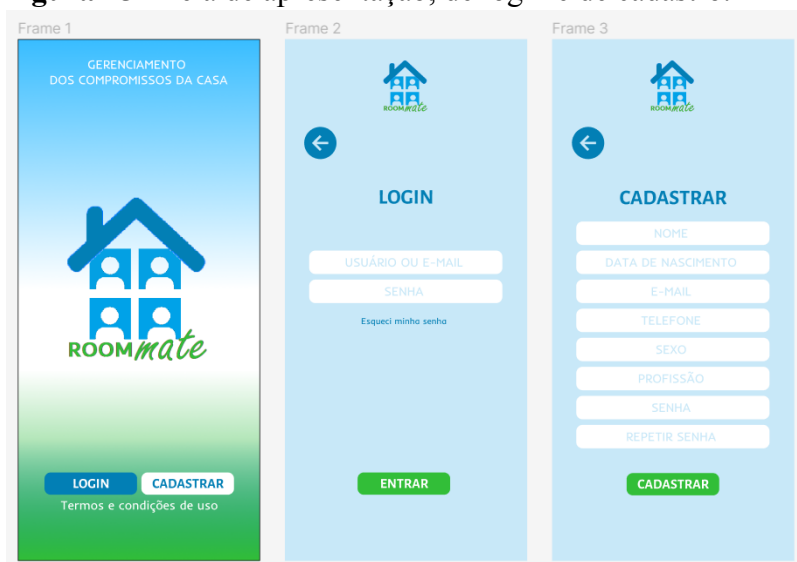 Frame 1
GERENCIAMENTO
DOS COMPROMISSOS DA CASA
ROOMmate
LOGIN
CADASTRAR
Termos e condições de uso
Frame 2
ROOMmate
LOGIN
USUÁRIO OU E-MAIL
SENHA
Esqueci minha senha
ENTRAR
Frame 3
ROOMmate
CADASTRAR
NOME
DATA DE NASCIMENTO
E-MAIL
TELEFONE
SEXO
PROFISSÃO
SENHA
REPETIR SENHA
CADASTRAR